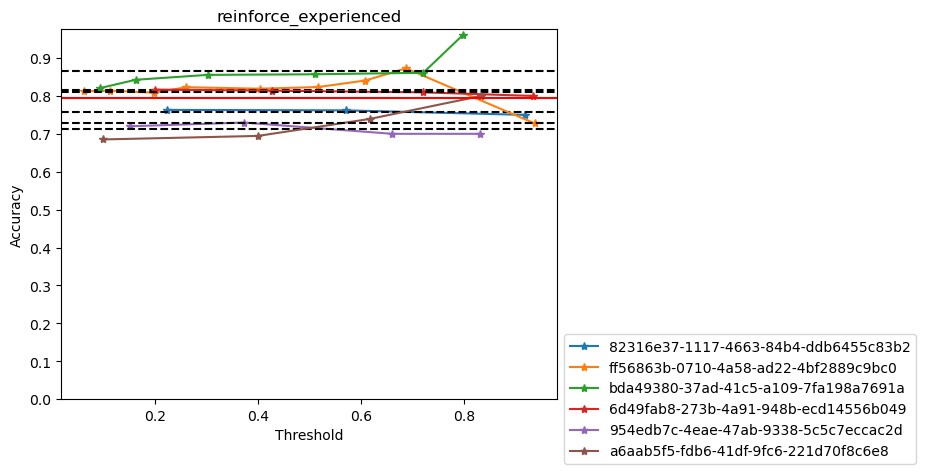 reinforce_experienced
0.9
0.8
0.7
0.6
0.5
0.4
0.3
0.2
0.1
0.0
Accuracy
0.2 0.4 0.6 0.8
Threshold
82316e37-1117-4663-84b4-ddb6455c83b2
ff56863b-0710-4a58-ad22-4bf2889c9bc0
bda49380-37ad-41c5-a109-7fa198a7691a
6d49fab8-273b-4a91-948b-ecd14556b049
954edb7c-4eae-47ab-9338-5c5c7eccac2d
a6aab5f5-fdb6-41df-9fc6-221d70f8c6e8